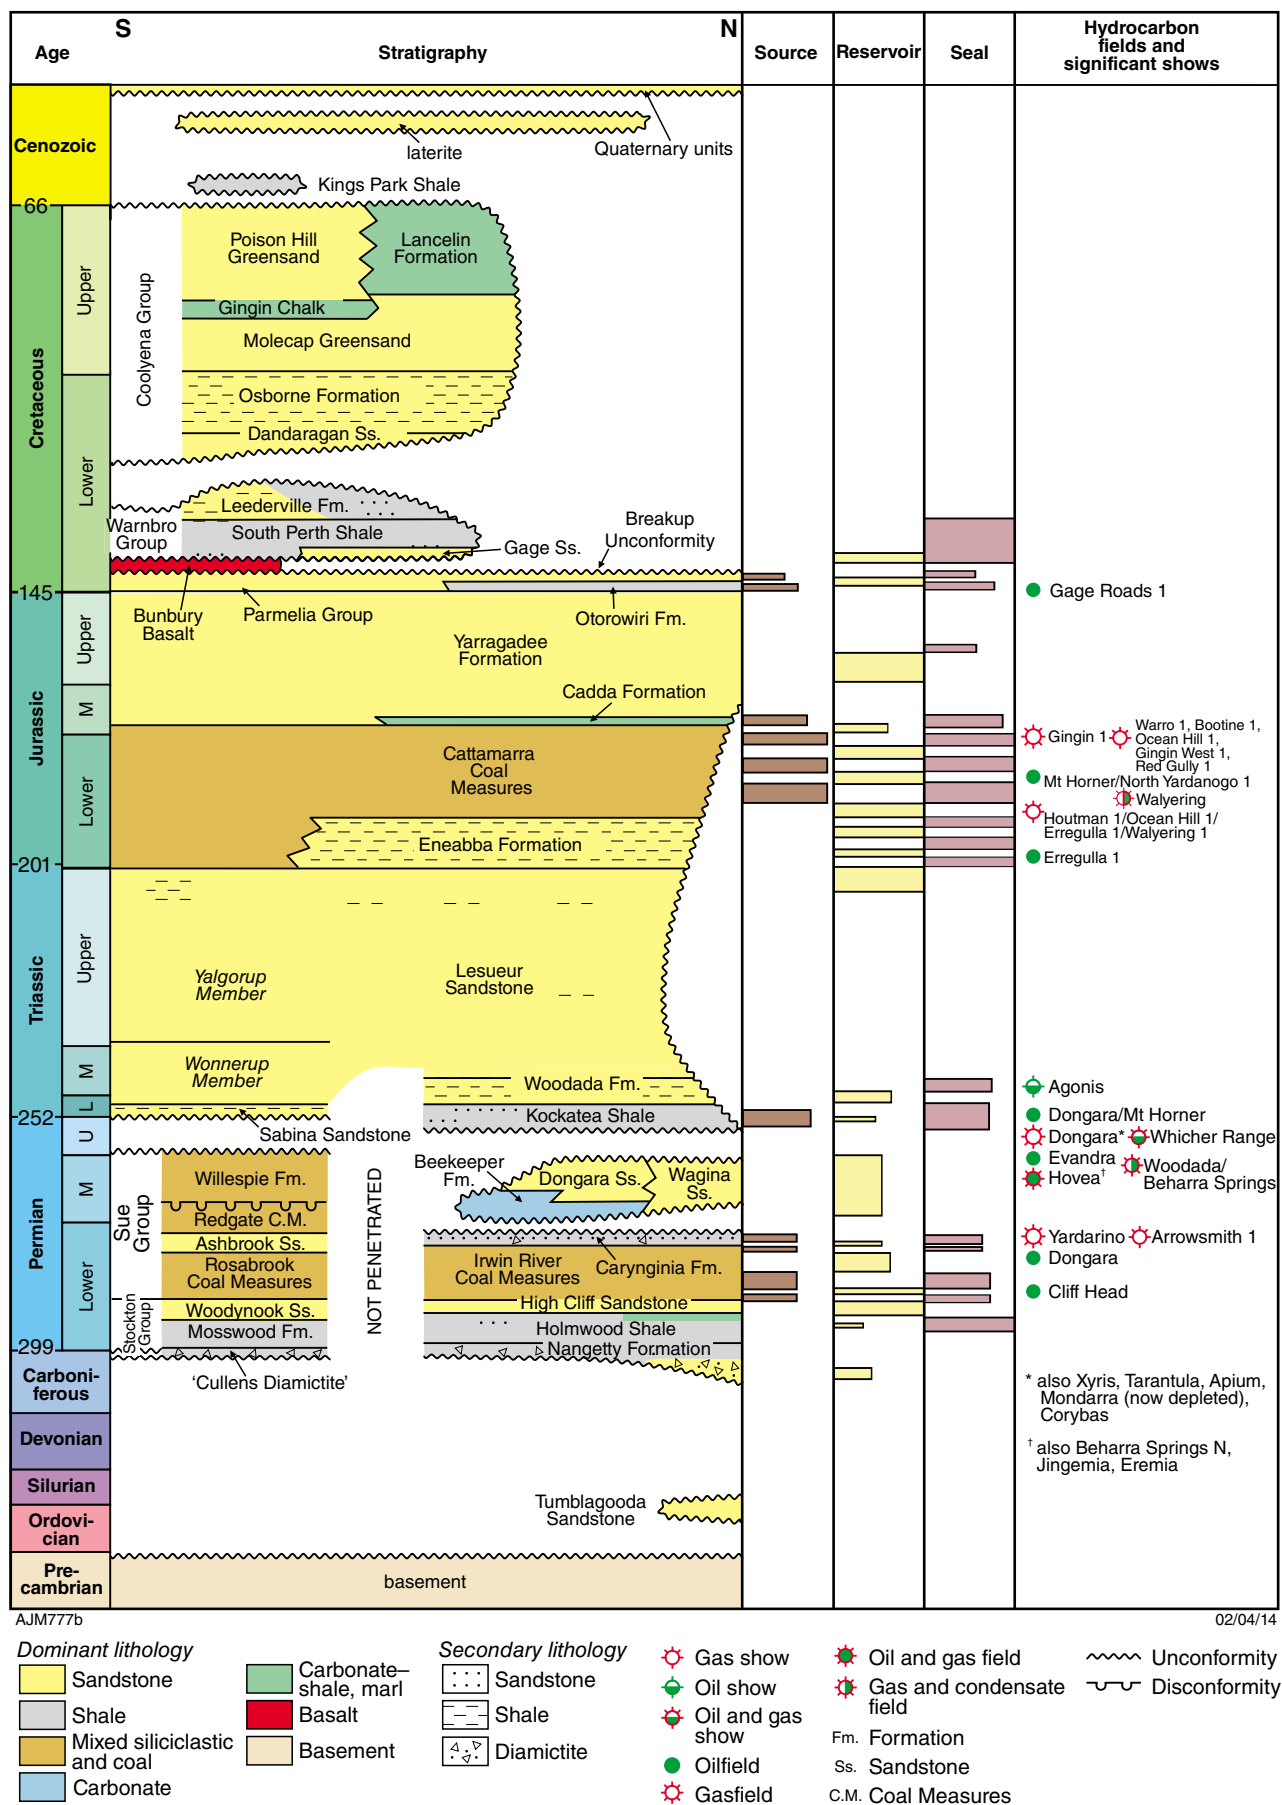 S
N
Age
Stratigraphy
Source
Reservoir
Seal
Hydrocarbon
fields and
significant shows
Cenozoic
laterite
Quaternary units
Kings Park Shale
66
Cretaceous
Upper
Lower
Coolyena Group
Poison Hill
Greensand
Lancelin
Formation
Gingin Chalk
Molecap Greensand
Osborne Formation
Dandaragan Ss.
Leederville Fm.
Warnbro
Group
South Perth Shale
Gage Ss.
Breakup
Unconformity
145
Bunbury
Basalt
Parmelia Group
Otorowiri Fm.
Gage Roads 1
Jurassic
Upper
M
Lower
Yarragadee
Formation
Cadda Formation
Cattamarra
Coal
Measures
Eneabba Formation
Gingin 1
Warro 1, Bootine 1,
Ocean Hill 1,
Gingin West 1,
Red Gully 1
Mt Horner/North Yardanogo 1
Walyering
Houtman 1/Ocean Hill 1/
Erregulla 1/Walyering 1
Erregulla 1
201
Triassic
Upper
M
L
Yalgorup
Member
Lesueur
Sandstone
Wonnerup
Member
Woodada Fm.
Kockatea Shale
Sabina Sandstone
Agonis
Dongara/Mt Horner
252
Permian
U
M
Lower
Dongara*
Whicher Range
Evandra
Hovea†
Woodada/
Beharra Springs
Sue
Group
Willespie Fm.
Redgate C.M.
Ashbrook Ss.
Rosabrook
Coal Measures
Stockton
Group
Woodynook Ss.
Mosswood Fm.
'Cullens Diamictite'
NOT PENETRATED
Beekeeper
Fm.
Dongara Ss.
Wagina
Ss.
Irwin River
Coal Measures
Carynginia Fm.
High Cliff Sandstone
Holmwood Shale
Nangetty Formation
Yardarino
Arrowsmith 1
Dongara
Cliff Head
299
Carboni-
ferous
Devonian
Silurian
Ordovi-
cian
Pre-
cambrian
Tumblagooda
Sandstone
basement
* also Xyris, Tarantula, Apium,
Mondarra (now depleted),
Corybas
† also Beharra Springs N,
Jingemia, Eremia
AJM777b
02/04/14
Dominant lithology
Sandstone
Shale
Mixed siliciclastic
and coal
Carbonate
Carbonate–
shale, marl
Basalt
Basement
Secondary lithology
Sandstone
Shale
Diamictite
Gas show
Oil show
Oil and gas
show
Oilfield
Gasfield
Oil and gas field
Gas and condensate
field
Fm. Formation
Ss. Sandstone
C.M. Coal Measures
Unconformity
Disconformity